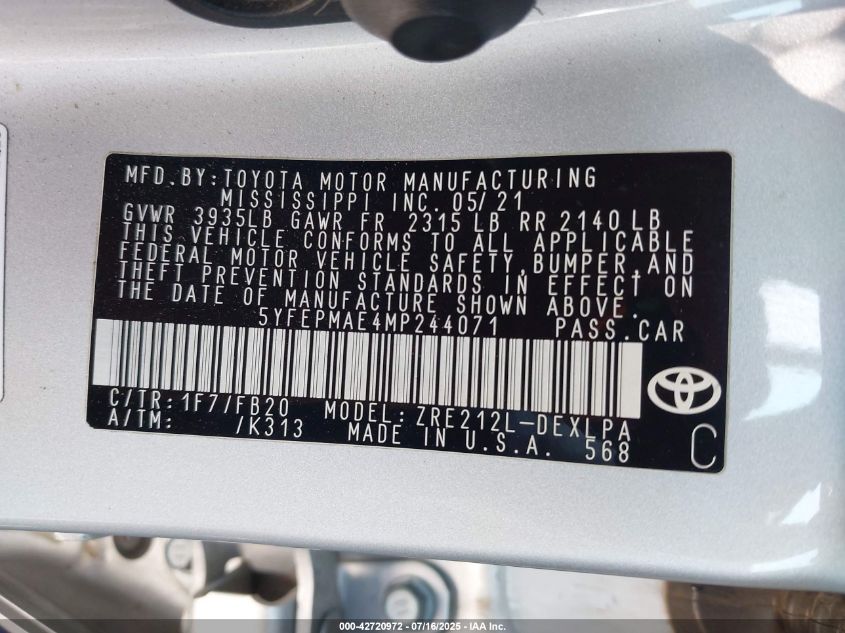 MFD.BY:TOYOTA MOTOR MANUFACTURING
MISSISSIPPI INC. 05/21
GVWR 3935LB GAWR FR 2315 LB RR 2140 LB
THIS VEHICLE CONFORMS TO ALL APPLICABLE
FEDERAL MOTOR VEHICLE SAFETY,BUMPER,AND
THEFT PREVENTION STANDARDS IN EFFECT ON
THE DATE OF MANUFACTURE SHOWN ABOVE.
5YFEPMAE4MP244071 PASS.CAR
C/TR:1F7/FB20 MODEL:ZRE212L-DEXLPA
A/TM: /K313 MADE IN U.S.A. 568
C
000-42720972 - 07/16/2025 - IAA Inc.